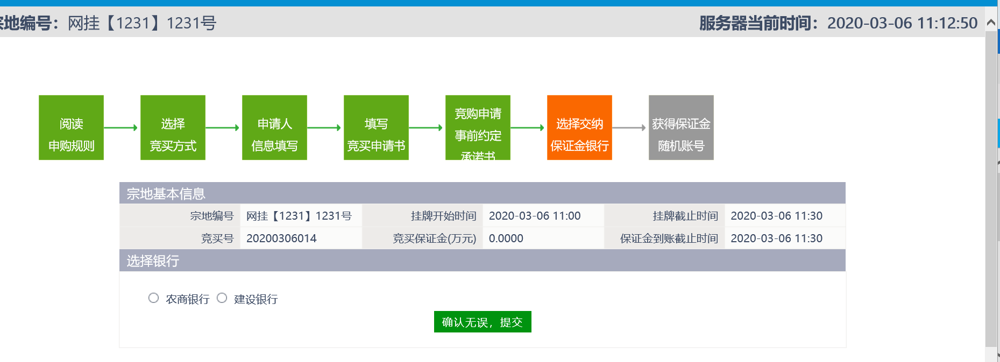 宗地编号：网挂【1231】1231号
服务器当前时间：2020-03-06 11:12:50
阅读
申购规则
选择
竞买方式
申请人
信息填写
填写
竞买申请书
竞购申请
事前约定
承诺书
选择交纳
保证金银行
获得保证金
随机账号
宗地基本信息
宗地编号 网挂【1231】1231号 挂牌开始时间 2020-03-06 11:00 挂牌截止时间 2020-03-06 11:30
竞买号 20200306014 竞买保证金(万元) 0.0000 保证金到账截止时间 2020-03-06 11:30
选择银行
农商银行 建设银行
确认无误，提交